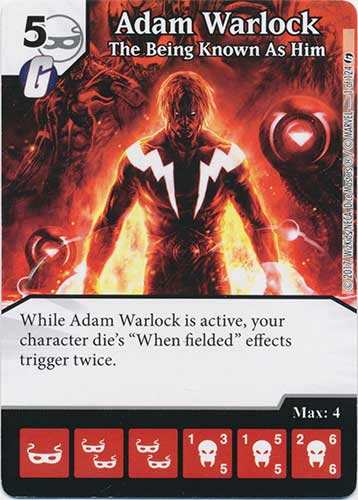 5
Adam Warlock
The Being Known As Him
G
While Adam Warlock is active, your
character die's “When fielded” effects
trigger twice.
Max: 4
1 3 5
1 5 5
2 6 6